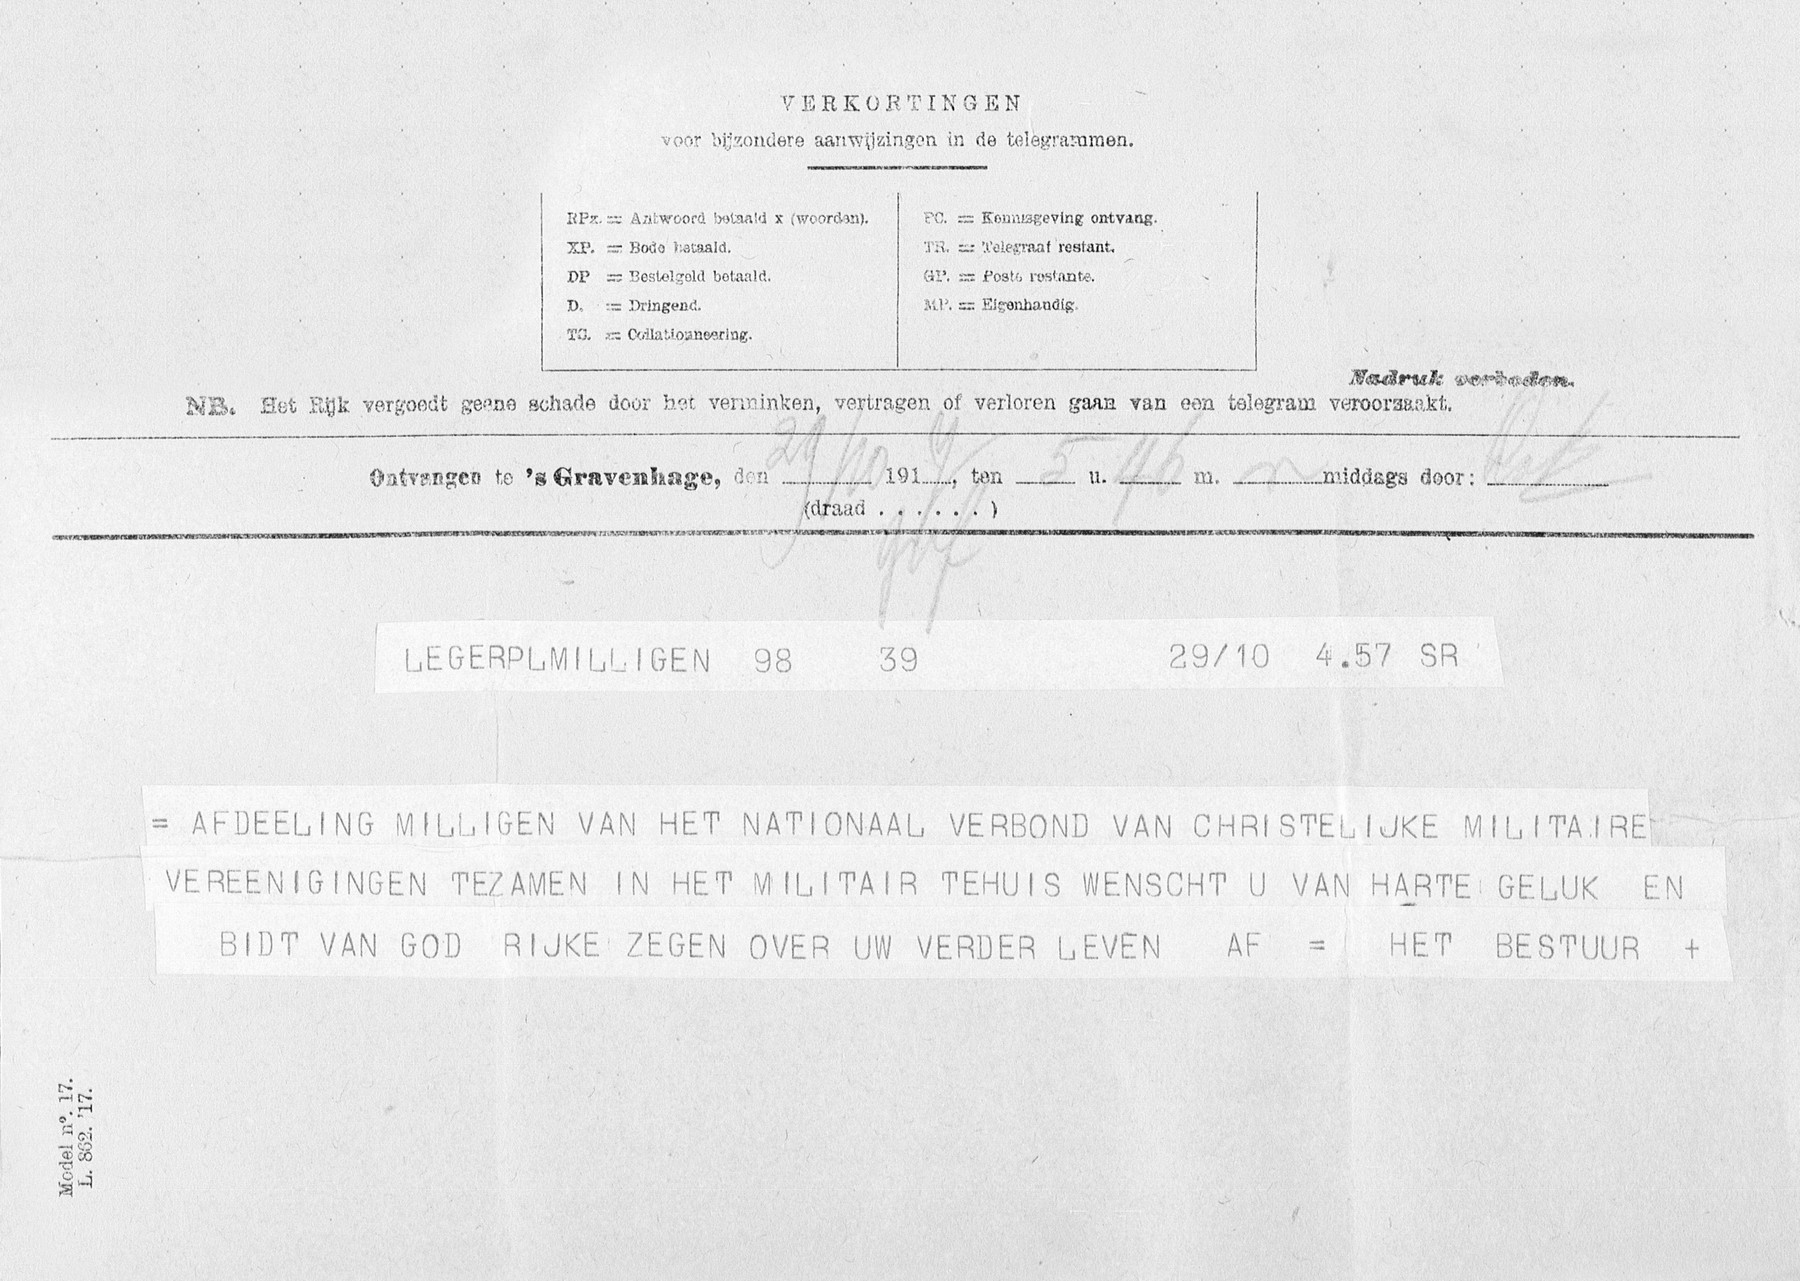 VERKORTINGEN
voor bijzondere aanwijzingen in de telegrammen.
RPx. = Antwoord betaald x (woorden).
XP. = Bode betaald.
DP = Bestelgeld betaald.
D. = Dringend.
TC. = Collationneering.
PC. = Kennisgeving ontvang.
TR. = Telegraaf restant.
GP. = Poste restante.
MP. = Eigenhandig.
Nadruk verboden.
NB. Het Rijk vergoedt geene schade door het verminken, vertragen of verloren gaan van een telegram veroorzaakt.
Ontvangen te 's Gravenhage, den 29/10 191, ten 5 u. 46 m. n middags door:
(draad . . . . . . )
LEGERPLMILLIGEN 98 39 29/10 4.57 SR
= AFDEELING MILLIGEN VAN HET NATIONAAL VERBOND VAN CHRISTELIJKE MILITAIRE
VEREENIGINGEN TEZAMEN IN HET MILITAIR TEHUIS WENSCHT U VAN HARTE GELUK EN
BIDT VAN GOD RIJKE ZEGEN OVER UW VERDER LEVEN AF = HET BESTUUR +
Model n°. 17.
L. 862. '17.